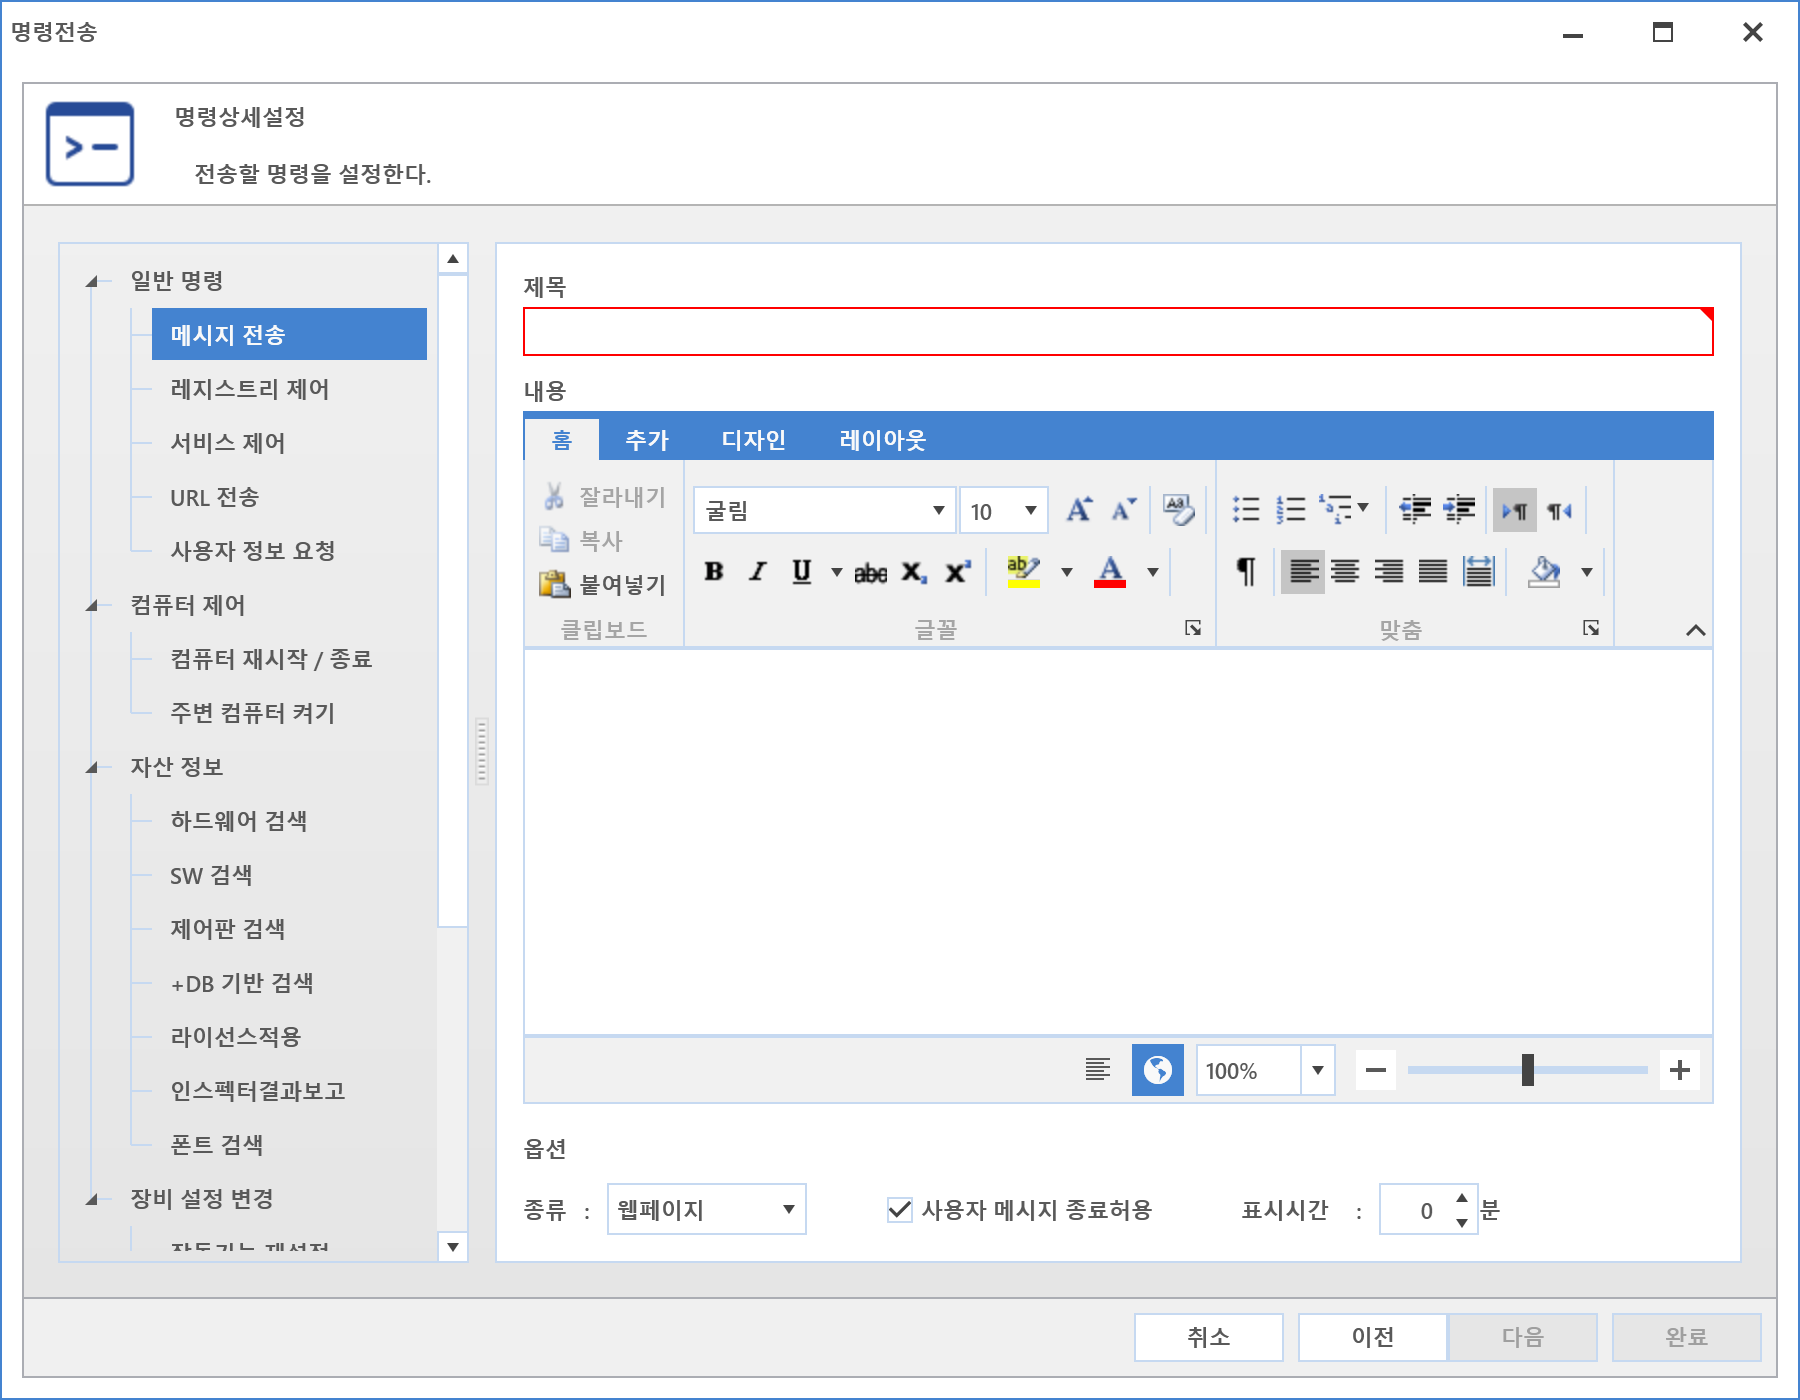 명령전송
명령상세설정
전송할 명령을 설정한다.
일반 명령
메시지 전송
레지스트리 제어
서비스 제어
URL 전송
사용자 정보 요청
컴퓨터 제어
컴퓨터 재시작 / 종료
주변 컴퓨터 켜기
자산 정보
하드웨어 검색
SW 검색
제어판 검색
+DB 기반 검색
라이선스적용
인스펙터결과보고
폰트 검색
장비 설정 변경
제목
내용
홈 추가 디자인 레이아웃
잘라내기
복사
붙여넣기
클립보드
굴림 10
글꼴
맞춤
100%
옵션
종류 : 웹페이지 사용자 메시지 종료허용 표시시간 : 0 분
취소 이전 다음 완료